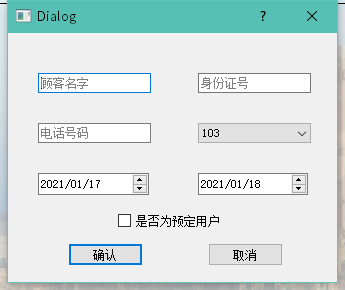 Dialog ?
顾客名字 身份证号
电话号码 103
2021/01/17 2021/01/18
是否为预定用户
确认 取消